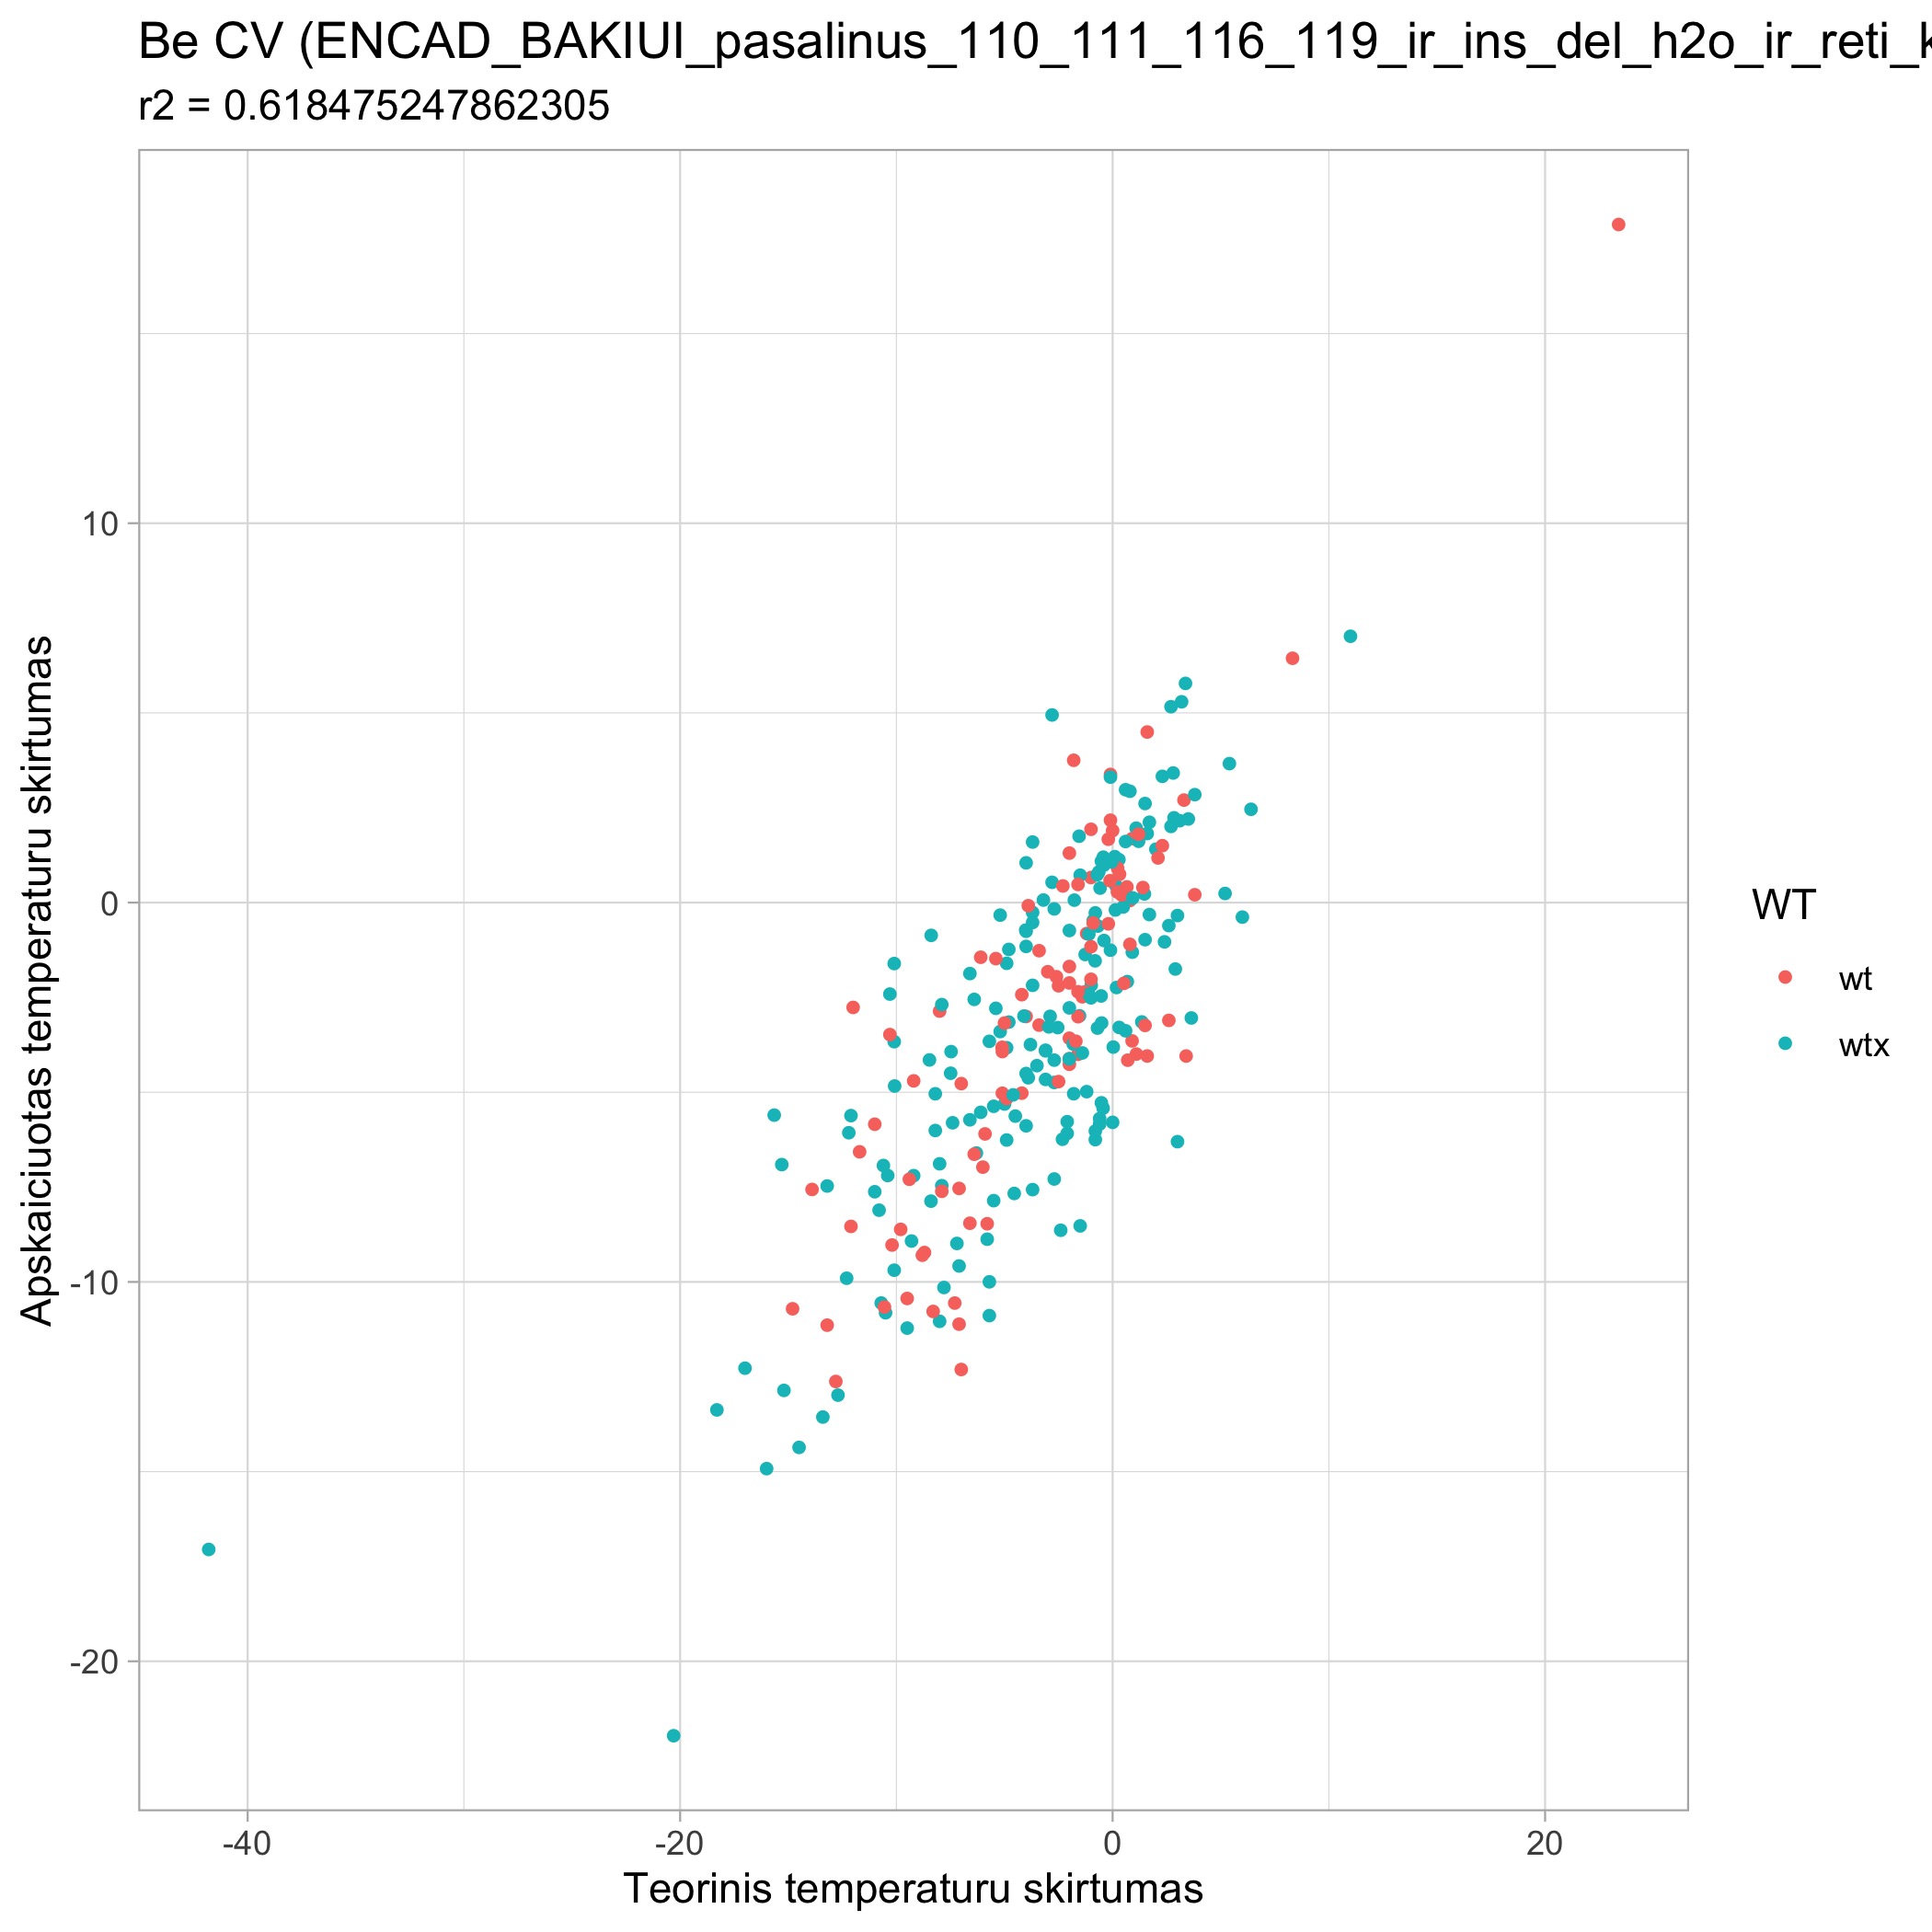 Be CV (ENCAD_BAKIUI_pasalinus_110_111_116_119_ir_ins_del_h2o_ir_reti_k
r2 = 0.618475247862305
10
0
-10
-20
Apskaiciuotas temperaturu skirtumas
-40
-20
0
20
Teorinis temperaturu skirtumas
WT
wt
wtx